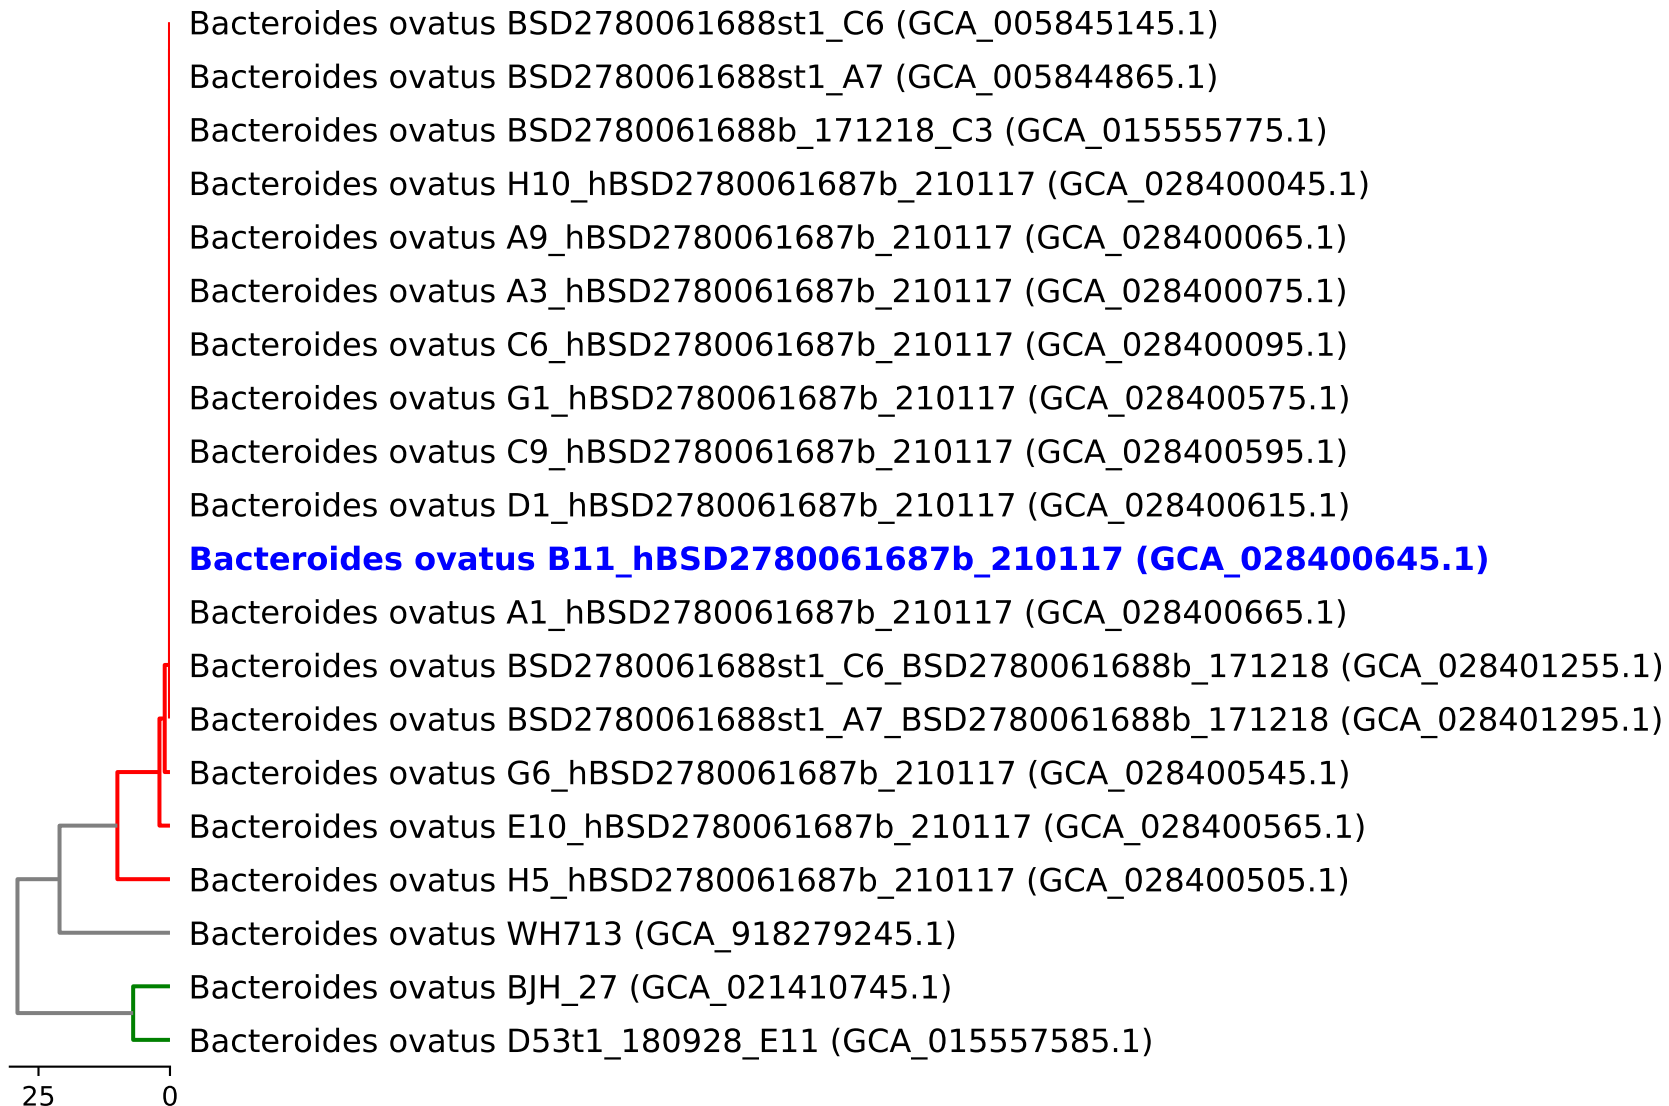 Bacteroides ovatus BSD2780061688st1_C6 (GCA_005845145.1)
Bacteroides ovatus BSD2780061688st1_A7 (GCA_005844865.1)
Bacteroides ovatus BSD2780061688b_171218_C3 (GCA_015555775.1)
Bacteroides ovatus H10_hBSD2780061687b_210117 (GCA_028400045.1)
Bacteroides ovatus A9_hBSD2780061687b_210117 (GCA_028400065.1)
Bacteroides ovatus A3_hBSD2780061687b_210117 (GCA_028400075.1)
Bacteroides ovatus C6_hBSD2780061687b_210117 (GCA_028400095.1)
Bacteroides ovatus G1_hBSD2780061687b_210117 (GCA_028400575.1)
Bacteroides ovatus C9_hBSD2780061687b_210117 (GCA_028400595.1)
Bacteroides ovatus D1_hBSD2780061687b_210117 (GCA_028400615.1)
Bacteroides ovatus B11_hBSD2780061687b_210117 (GCA_028400645.1)
Bacteroides ovatus A1_hBSD2780061687b_210117 (GCA_028400665.1)
Bacteroides ovatus BSD2780061688st1_C6_BSD2780061688b_171218 (GCA_028401255.1)
Bacteroides ovatus BSD2780061688st1_A7_BSD2780061688b_171218 (GCA_028401295.1)
Bacteroides ovatus G6_hBSD2780061687b_210117 (GCA_028400545.1)
Bacteroides ovatus E10_hBSD2780061687b_210117 (GCA_028400565.1)
Bacteroides ovatus H5_hBSD2780061687b_210117 (GCA_028400505.1)
Bacteroides ovatus WH713 (GCA_918279245.1)
Bacteroides ovatus BJH_27 (GCA_021410745.1)
Bacteroides ovatus D53t1_180928_E11 (GCA_015557585.1)
25 0